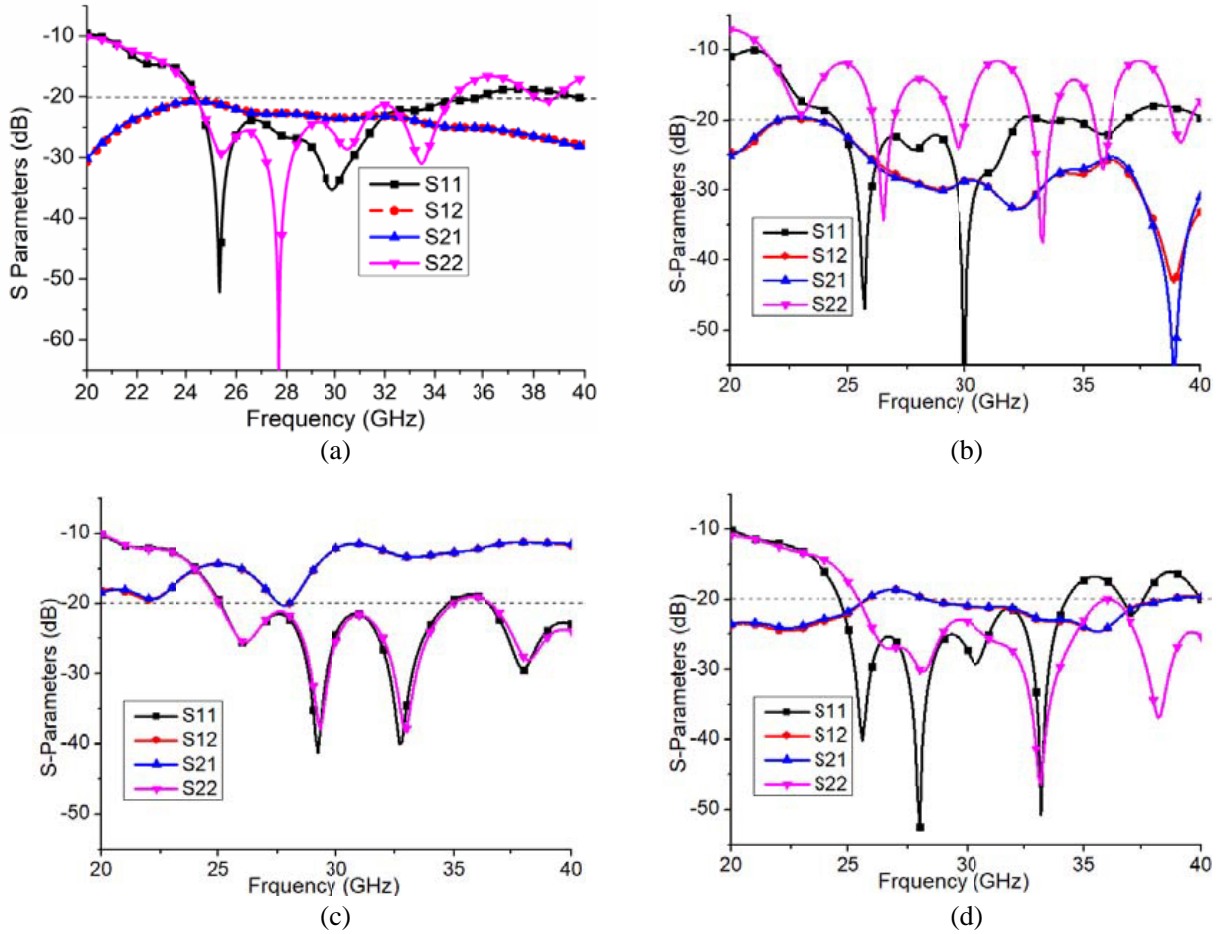 -10
-20
-30
-40
-50
-60
S Parameters (dB)
S11
S12
S21
S22
20 22 24 26 28 30 32 34 36 38 40
Frequency (GHz)
(a)
-10
-20
-30
-40
-50
S-Parameters (dB)
S11
S12
S21
S22
20 25 30 35 40
Frquency (GHz)
(b)
-10
-20
-30
-40
-50
S-Parameters (dB)
S11
S12
S21
S22
20 25 30 35 40
Frquency (GHz)
(c)
-10
-20
-30
-40
-50
S-Parameters (dB)
S11
S12
S21
S22
20 25 30 35 40
Frquency (GHz)
(d)